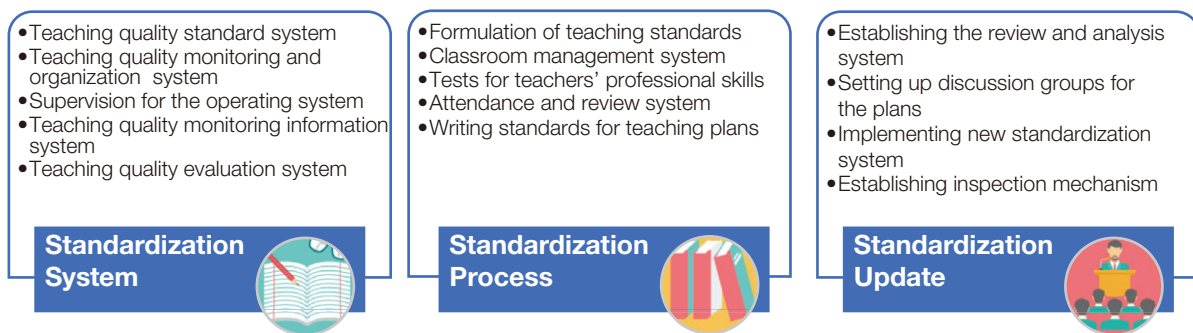 •Teaching quality standard system
•Teaching quality monitoring and
organization system
•Supervision for the operating system
•Teaching quality monitoring information
system
•Teaching quality evaluation system
Standardization
System
•Formulation of teaching standards
•Classroom management system
•Tests for teachers’ professional skills
•Attendance and review system
•Writing standards for teaching plans
Standardization
Process
•Establishing the review and analysis
system
•Setting up discussion groups for
the plans
•Implementing new standardization
system
•Establishing inspection mechanism
Standardization
Update